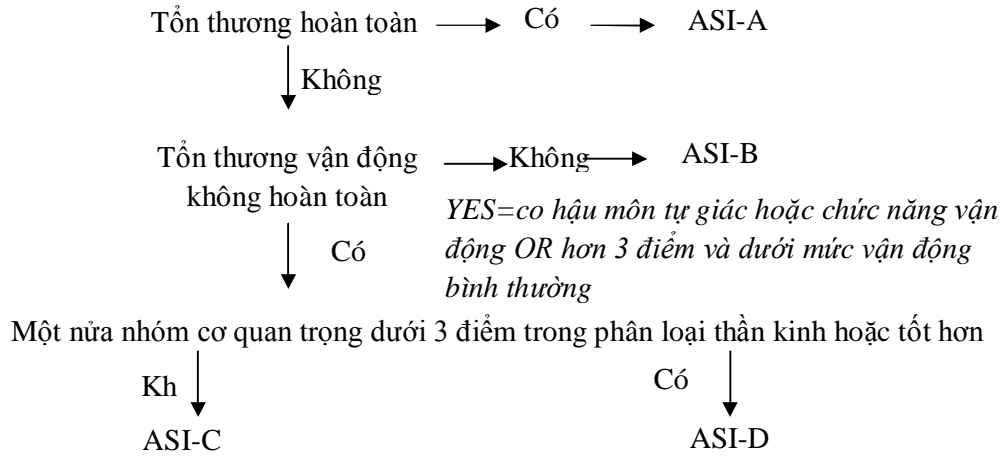 Tổn thương hoàn toàn Có ASI-A
Không
Tổn thương vận động Không ASI-B
không hoàn toàn
YES=co hậu môn tự giác hoặc chức năng vận
động OR hơn 3 điểm và dưới mức vận động
bình thường
Có
Một nửa nhóm cơ quan trọng dưới 3 điểm trong phân loại thần kinh hoặc tốt hơn
Kh Có
ASI-C ASI-D